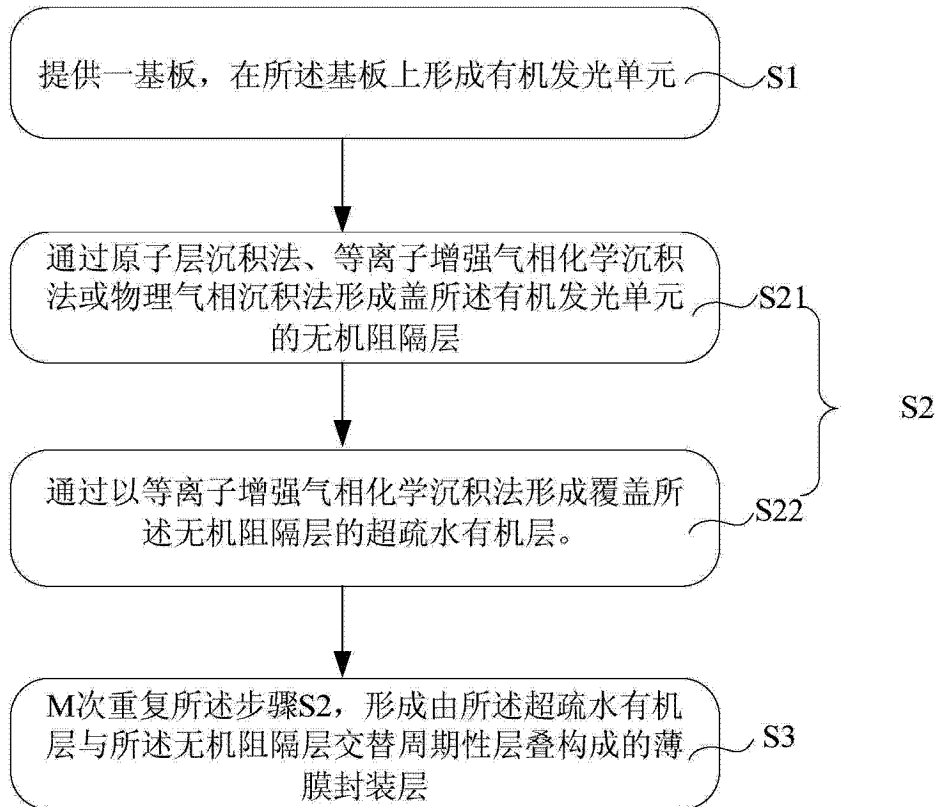 提供一基板，在所述基板上形成有机发光单元
S1
通过原子层沉积法、等离子增强气相化学沉积
法或物理气相沉积法形成盖所述有机发光单元
的无机阻隔层
S21
S2
通过以等离子增强气相化学沉积法形成覆盖所
述无机阻隔层的超疏水有机层。
S22
M次重复所述步骤S2，形成由所述超疏水有机
层与所述无机阻隔层交替周期性层叠构成的薄
膜封装层
S3